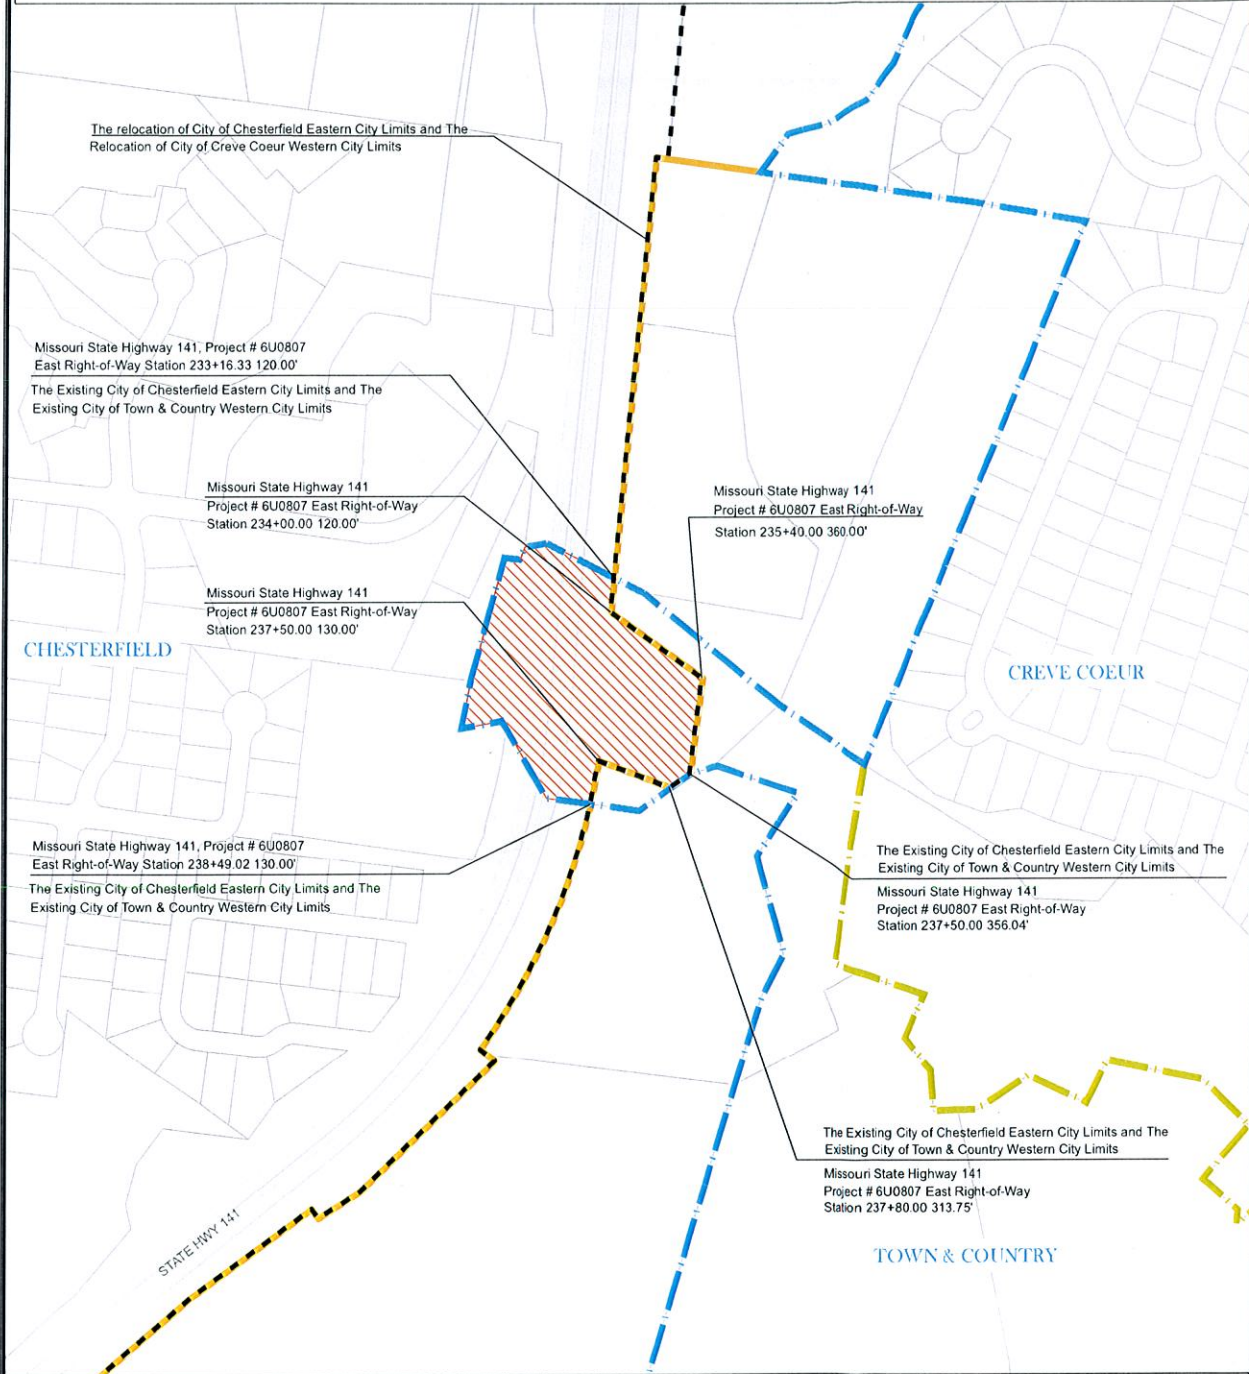 The relocation of City of Chesterfield Eastern City Limits and The
Relocation of City of Creve Coeur Western City Limits
Missouri State Highway 141, Project # 6U0807
East Right-of-Way Station 233+16.33 120.00'
The Existing City of Chesterfield Eastern City Limits and The
Existing City of Town & Country Western City Limits
Missouri State Highway 141
Project # 6U0807 East Right-of-Way
Station 234+00.00 120.00'
Missouri State Highway 141
Project # 6U0807 East Right-of-Way
Station 235+40.00 360.00'
Missouri State Highway 141
Project # 6U0807 East Right-of-Way
Station 237+50.00 130.00'
CHESTERFIELD
CREVE COEUR
Missouri State Highway 141, Project # 6U0807
East Right-of-Way Station 238+49.02 130.00'
The Existing City of Chesterfield Eastern City Limits and The
Existing City of Town & Country Western City Limits
The Existing City of Chesterfield Eastern City Limits and The
Existing City of Town & Country Western City Limits
Missouri State Highway 141
Project # 6U0807 East Right-of-Way
Station 237+50.00 356.04'
The Existing City of Chesterfield Eastern City Limits and The
Existing City of Town & Country Western City Limits
Missouri State Highway 141
Project # 6U0807 East Right-of-Way
Station 237+80.00 313.75'
STATE HWY 141
TOWN & COUNTRY